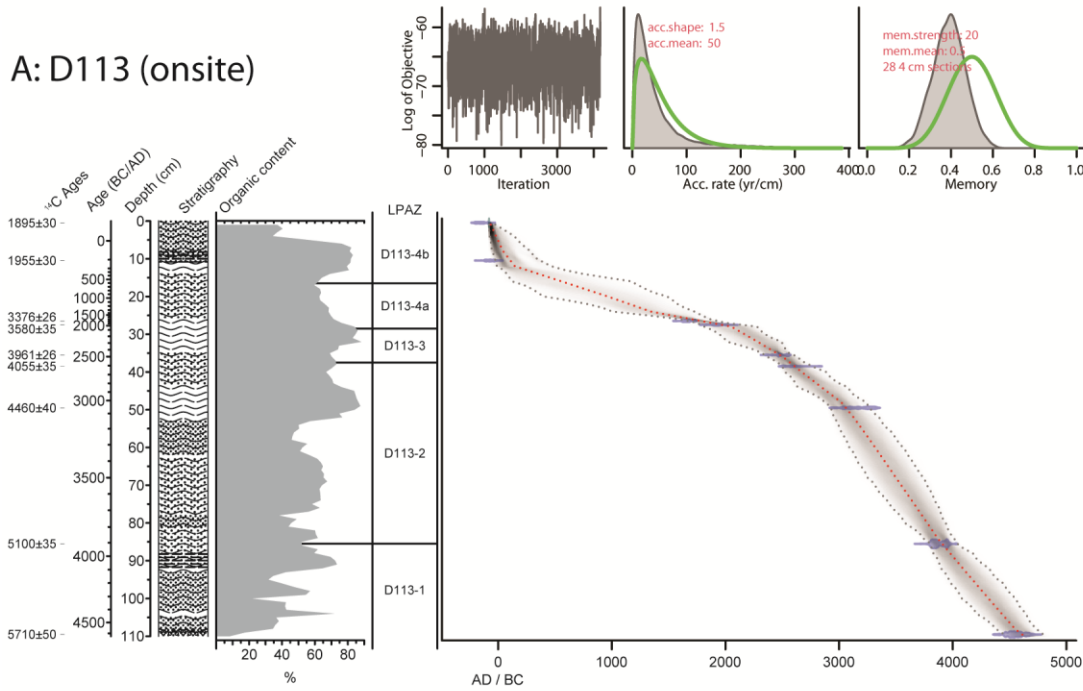 A: D113 (onsite)
Log of Objective
−60
−70
−80
0 1000 3000
Iteration
acc.shape: 1.5
acc.mean: 50
0 100 200 300 400
Acc. rate (yr/cm)
mem.strength: 20
mem.mean: 0.5
28 4 cm sections
0.0 0.2 0.4 0.6 0.8 1.0
Memory
¹⁴C Ages
Age (BC/AD)
Depth (cm)
Stratigraphy
Organic content
LPAZ
1895±30
1955±30
3376±26
3580±35
3961±26
4055±35
4460±40
5100±35
5710±50
0
500
1000
1500
2000
2500
3000
3500
4000
4500
0
10
20
30
40
50
60
70
80
90
100
110
D113-4b
D113-4a
D113-3
D113-2
D113-1
20 40 60 80
%
0 1000 2000 3000 4000 5000
AD / BC